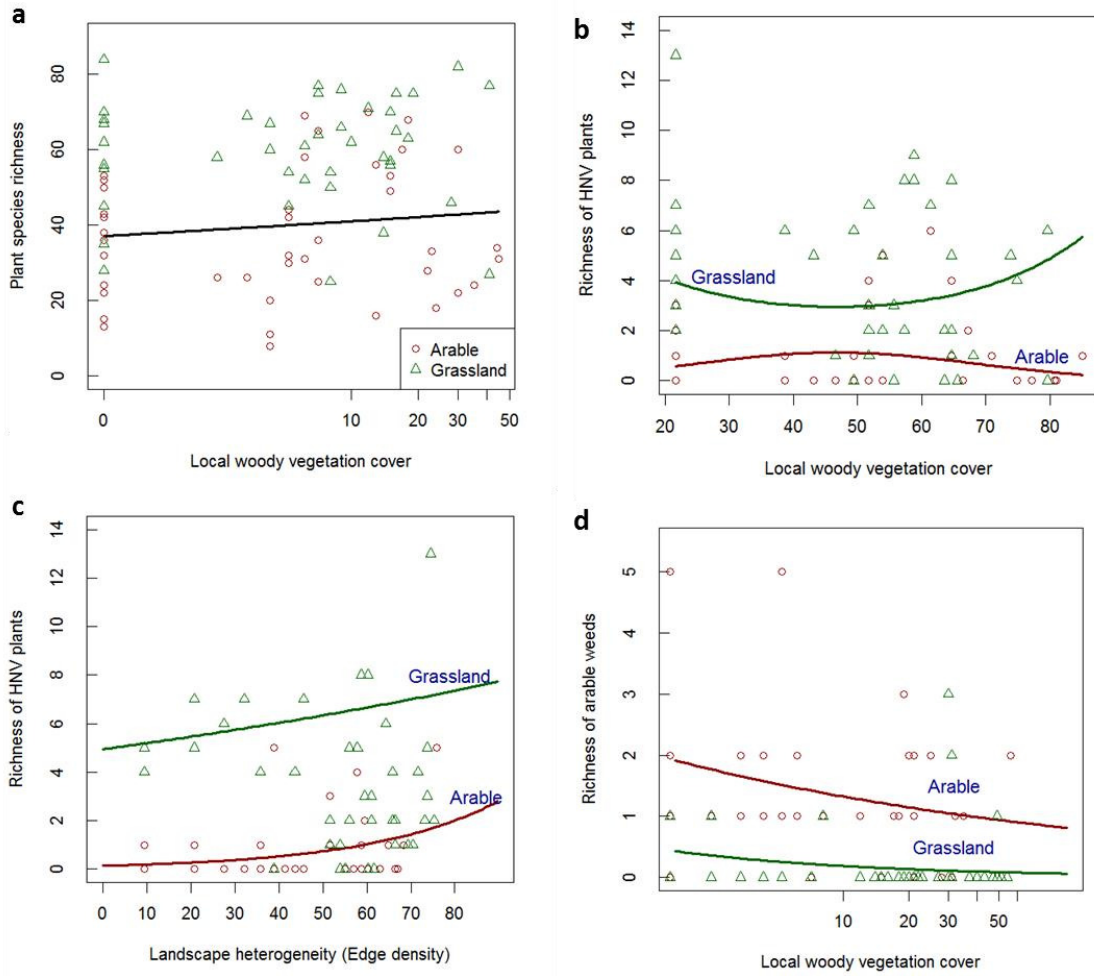 a
Plant species richness
80
60
40
20
0
Arable
Grassland
0 10 20 30 40 50
Local woody vegetation cover
b
Richness of HNV plants
14
12
10
8
6
4
2
0
Grassland
Arable
20 30 40 50 60 70 80
Local woody vegetation cover
c
Richness of HNV plants
14
12
10
8
6
4
2
0
Grassland
Arable
0 10 20 30 40 50 60 70 80
Landscape heterogeneity (Edge density)
d
Richness of arable weeds
5
4
3
2
1
0
Arable
Grassland
10 20 30 50
Local woody vegetation cover